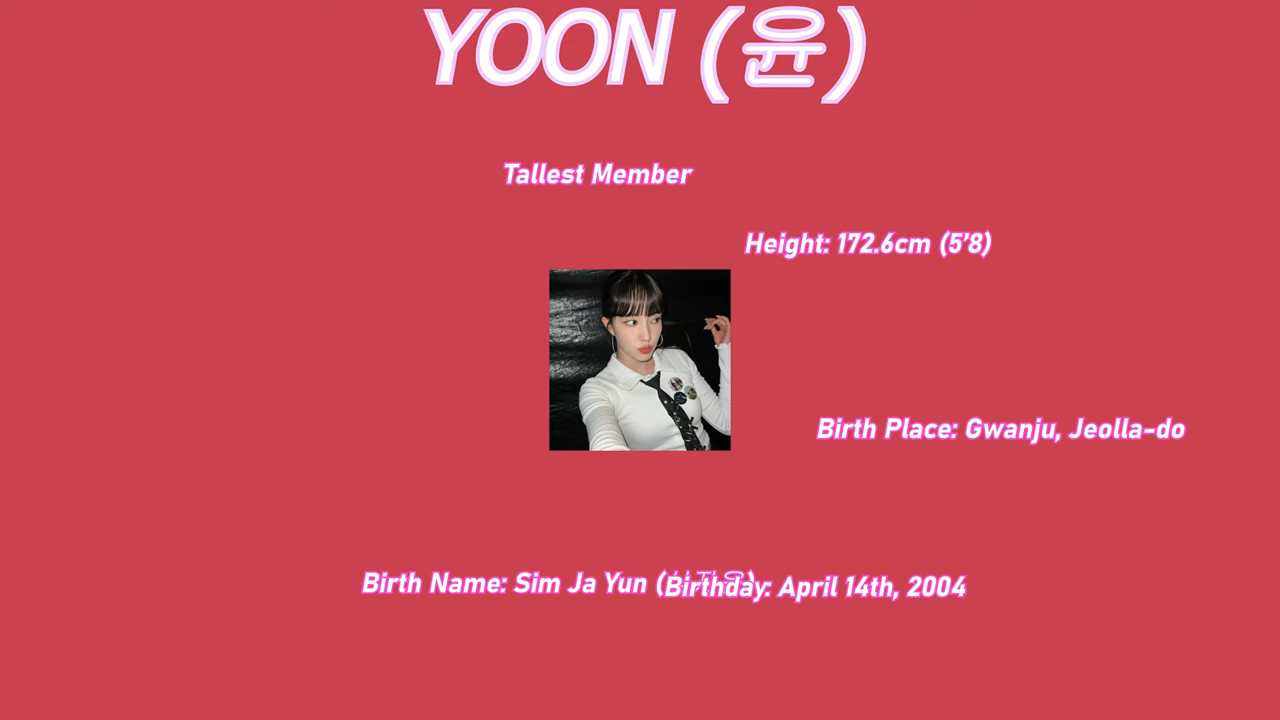 YOON (윤)
Tallest Member
Height: 172.6cm (5'8)
Birth Place: Gwanju, Jeolla-do
Birth Name: Sim Ja Yun (
Birthday: April 14th, 2004